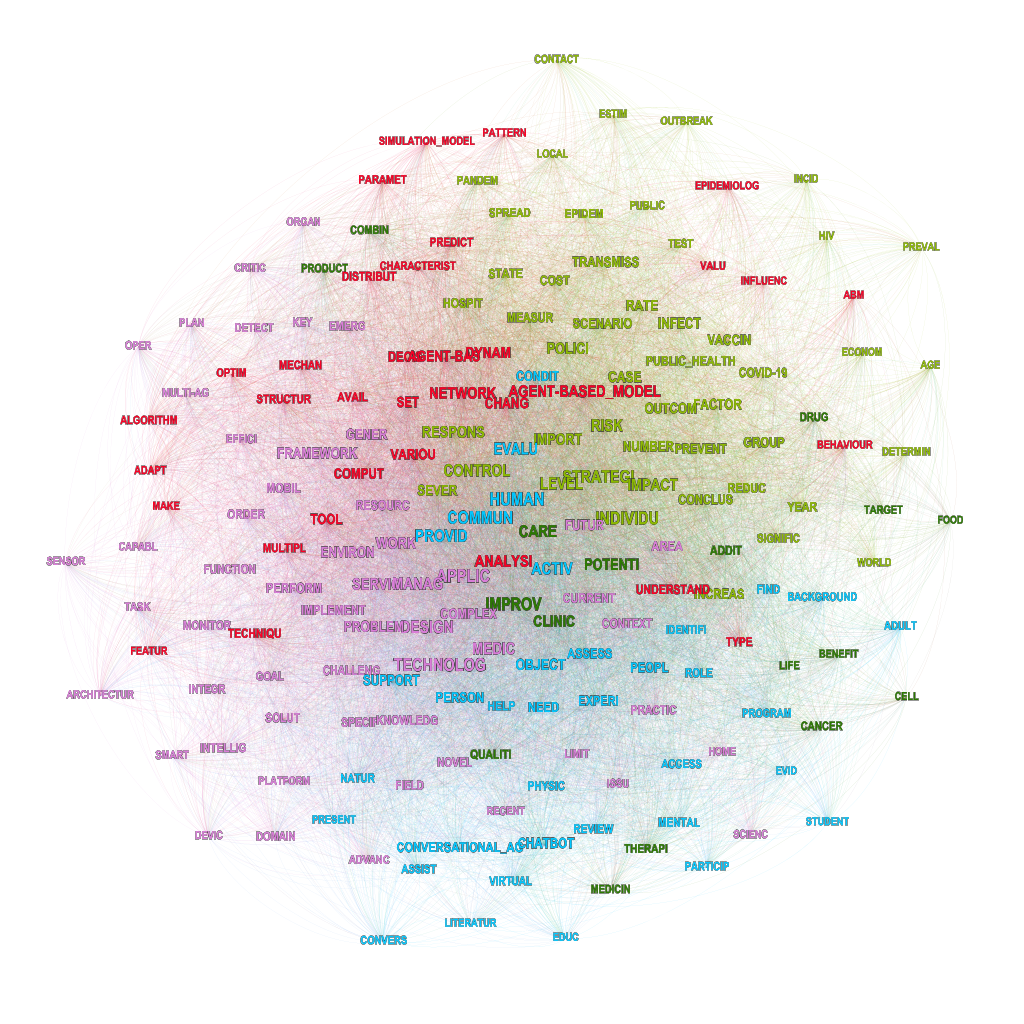 CONTACT
ESTIM
OUTBREAK
PATTERN
SIMULATION_MODEL
LOCAL
PARAMET
PANDEM
INCID
EPIDEMIOLOG
PUBLIC
SPREAD
EPIDEM
ORGAN
COMBIN
HIV
PREVAL
PREDICT
TEST
TRANSMISS
CRITIC
PRODUCT
CHARACTERIST
VALU
DISTRIBUT
STATE
COST
INFLUENC
ABM
HOSPIT
RATE
PLAN
DETECT
KEY
EMERG
MEASUR
SCENARIO
INFECT
VACCIN
OPER
POLICI
ECONOM
AGENT-BAS
DYNAM
PUBLIC_HEALTH
MECHAN
AGE
OPTIM
COVID-19
CONDIT
CASE
MULTI-AG
NETWORK
AGENT-BASED_MODEL
STRUCTUR
AVAIL
SET
CHANG
OUTCOM
FACTOR
ALGORITHM
DRUG
GENER
RESPONS
RISK
EFFICI
IMPORT
GROUP
BEHAVIOUR
FRAMEWORK
VARIOU
EVALU
NUMBER
PREVENT
DETERMIN
ADAPT
COMPUT
CONTROL
STRATEGI
LEVEL
IMPACT
MOBIL
SEVER
REDUC
MAKE
RESOURC
HUMAN
CONCLUS
YEAR
TARGET
ORDER
TOOL
COMMUN
INDIVIDU
FOOD
FUTUR
CARE
PROVID
SIGNIFIC
CAPABL
MULTIPL
ENVIRON
WORK
AREA
ADDIT
SENSOR
FUNCTION
ANALYSI
ACTIV
POTENTI
WORLD
PERFORM
SERVI
MANAG
APPLIC
UNDERSTAND
INCREAS
FIND
BACKGROUND
TASK
IMPLEMENT
COMPLEX
IMPROV
CURRENT
MONITOR
TECHNIQU
PROBLEM
DESIGN
CLINIC
CONTEXT
IDENTIFI
ADULT
TYPE
FEATUR
MEDIC
ASSESS
BENEFIT
CHALLENG
TECHNOLOG
OBJECT
PEOPL
ROLE
LIFE
GOAL
SUPPORT
ARCHITECTUR
INTEGR
PERSON
HELP
NEED
EXPERI
CELL
SOLUT
SPECIF
KNOWLEDG
PRACTIC
PROGRAM
CANCER
SMART
INTELLIG
QUALITI
LIMIT
HOME
NOVEL
ACCESS
EVID
PLATFORM
NATUR
FIELD
PHYSIC
ISSU
RECENT
PRESENT
MENTAL
STUDENT
DEVIC
DOMAIN
REVIEW
SCIENC
CONVERSATIONAL_AG
CHATBOT
THERAPI
ADVANC
ASSIST
PARTICIP
VIRTUAL
MEDICIN
LITERATUR
CONVERS
EDUC